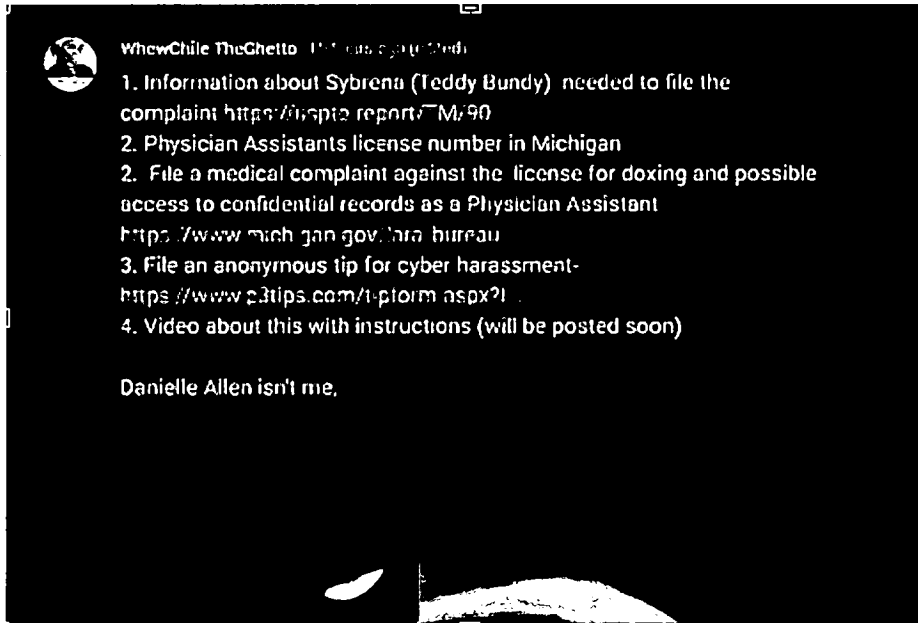 WhewChile TheGhetto
1. Information about Sybrena (Teddy Bundy) needed to file the
complaint
2. Physician Assistants license number in Michigan
2. File a medical complaint against the license for doxing and possible
access to confidential records as a Physician Assistant
3. File an anonymous tip for cyber harassment-
4. Video about this with instructions (will be posted soon)
Danielle Allen isn't me,